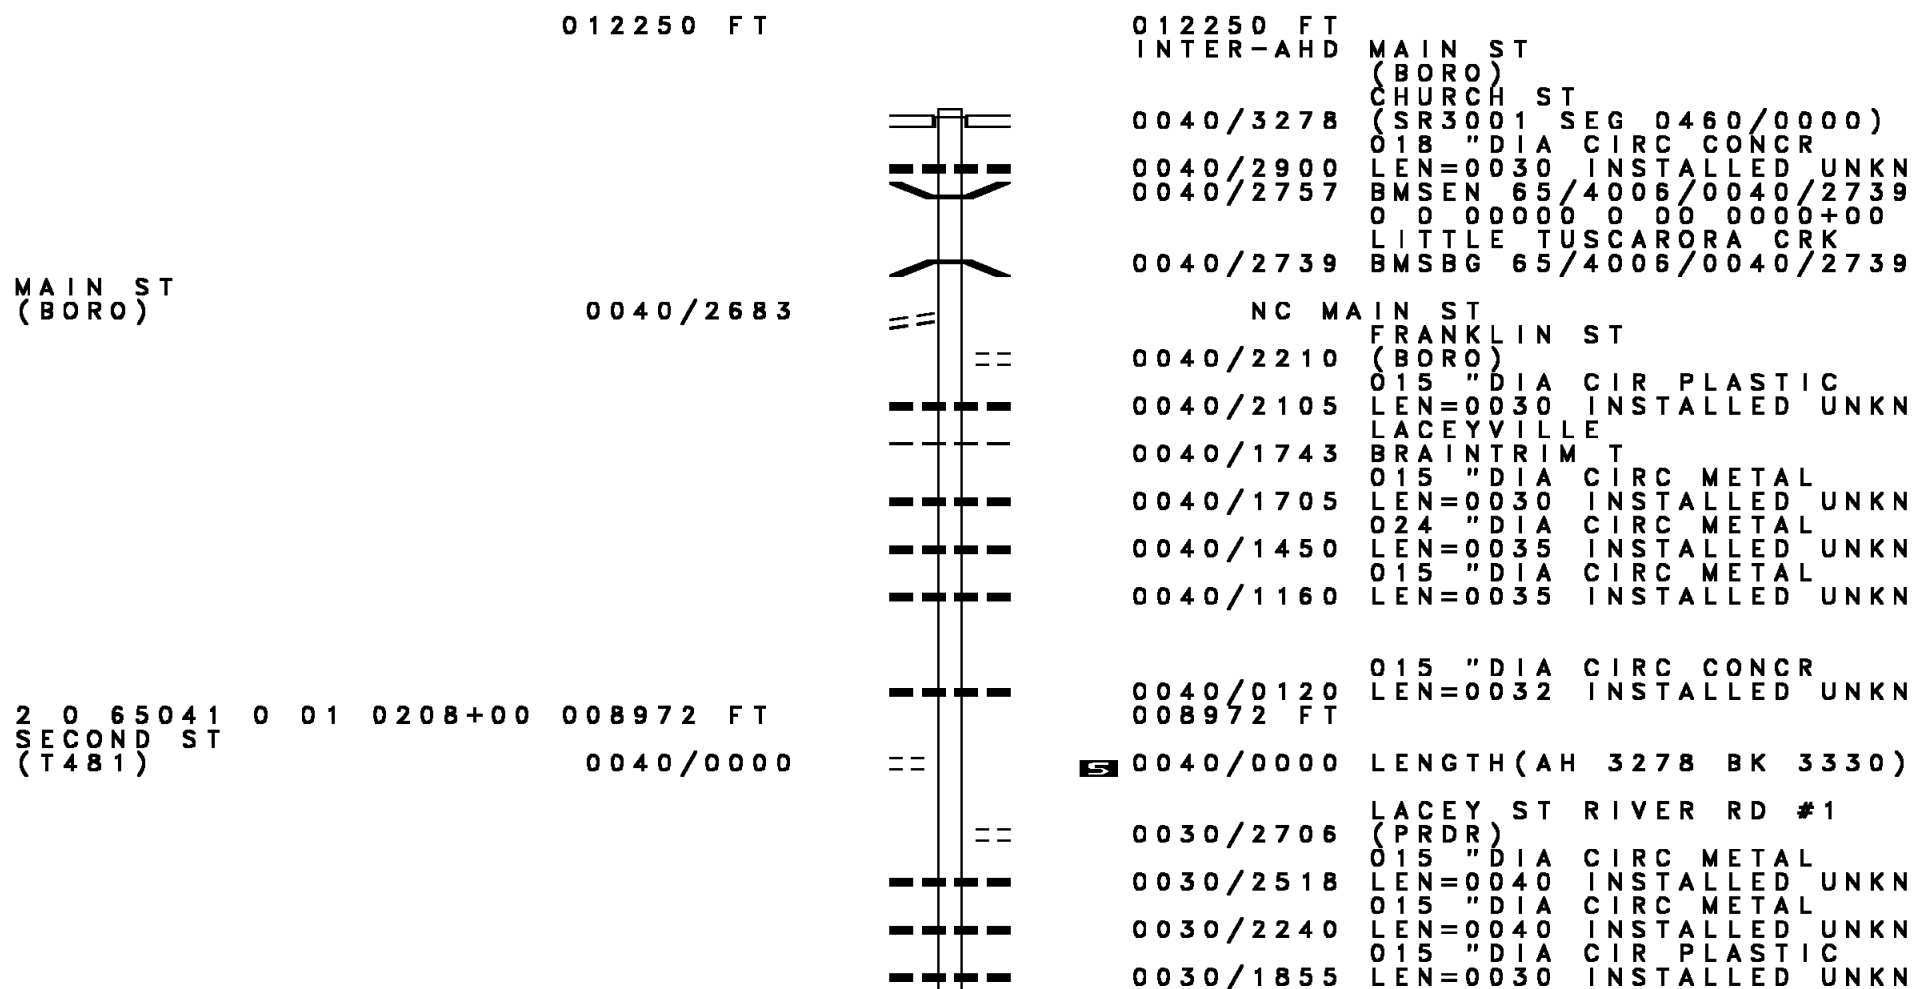 012250 FT 012250 FT
INTER-AHD MAIN ST
(BORO)
CHURCH ST
0040/3278 (SR3001 SEG 0460/0000)
018 "DIA CIRC CONCR
0040/2900 LEN=0030 INSTALLED UNKN
0040/2757 BMSEN 65/4006/0040/2739
0 0 00000 0 00 0000+00
LITTLE TUSCARORA CRK
0040/2739 BMSBG 65/4006/0040/2739
MAIN ST
(BORO) 0040/2683 NC MAIN ST
FRANKLIN ST
0040/2210 (BORO)
015 "DIA CIR PLASTIC
0040/2105 LEN=0030 INSTALLED UNKN
LACEYVILLE
0040/1743 BRAINTRIM T
015 "DIA CIRC METAL
0040/1705 LEN=0030 INSTALLED UNKN
024 "DIA CIRC METAL
0040/1450 LEN=0035 INSTALLED UNKN
015 "DIA CIRC METAL
0040/1160 LEN=0035 INSTALLED UNKN
015 "DIA CIRC CONCR
0040/0120 LEN=0032 INSTALLED UNKN
2 0 65041 0 01 0208+00 008972 FT 008972 FT
SECOND ST
(T481) 0040/0000 S 0040/0000 LENGTH(AH 3278 BK 3330)
LACEY ST RIVER RD #1
0030/2706 (PRDR)
015 "DIA CIRC METAL
0030/2518 LEN=0040 INSTALLED UNKN
015 "DIA CIRC METAL
0030/2240 LEN=0040 INSTALLED UNKN
015 "DIA CIR PLASTIC
0030/1855 LEN=0030 INSTALLED UNKN